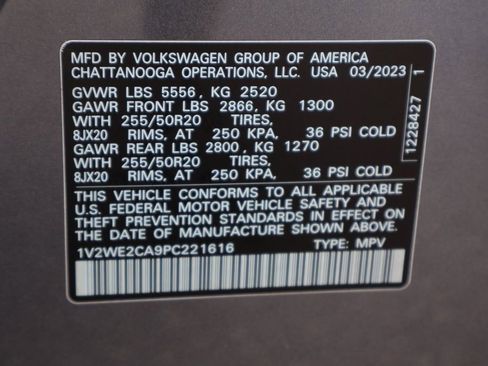 MFD BY VOLKSWAGEN GROUP OF AMERICA
CHATTANOOGA OPERATIONS, LLC. USA 03/2023
GVWR LBS 5556, KG 2520
GAWR FRONT LBS 2866, KG 1300
WITH 255/50R20 TIRES,
8JX20 RIMS, AT 250 KPA, 36 PSI COLD
GAWR REAR LBS 2800, KG 1270
WITH 255/50R20 TIRES,
8JX20 RIMS, AT 250 KPA, 36 PSI COLD
THIS VEHICLE CONFORMS TO ALL APPLICABLE
U.S. FEDERAL MOTOR VEHICLE SAFETY AND
THEFT PREVENTION STANDARDS IN EFFECT ON
THE DATE OF MANUFACTURE SHOWN ABOVE.
1V2WE2CA9PC221616 TYPE: MPV
1228427 1